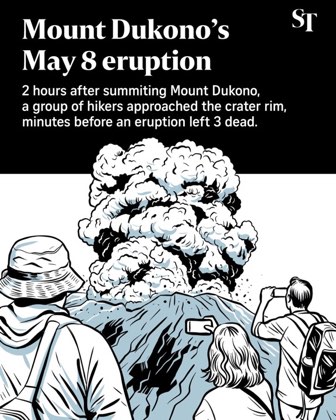 Mount Dukono's
ST
May 8 eruption
2 hours after summiting Mount Dukono,
a group of hikers approached the crater rim,
minutes before an eruption left 3 dead.